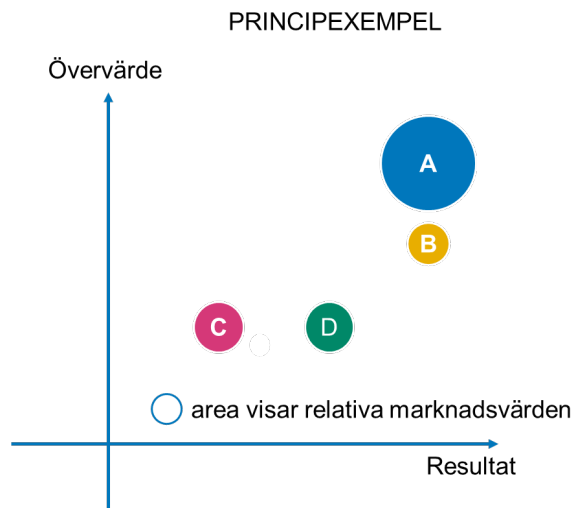 PRINCIPEXEMPEL
Övervärde
A
B
C
D
area visar relativa marknadsvärden
Resultat